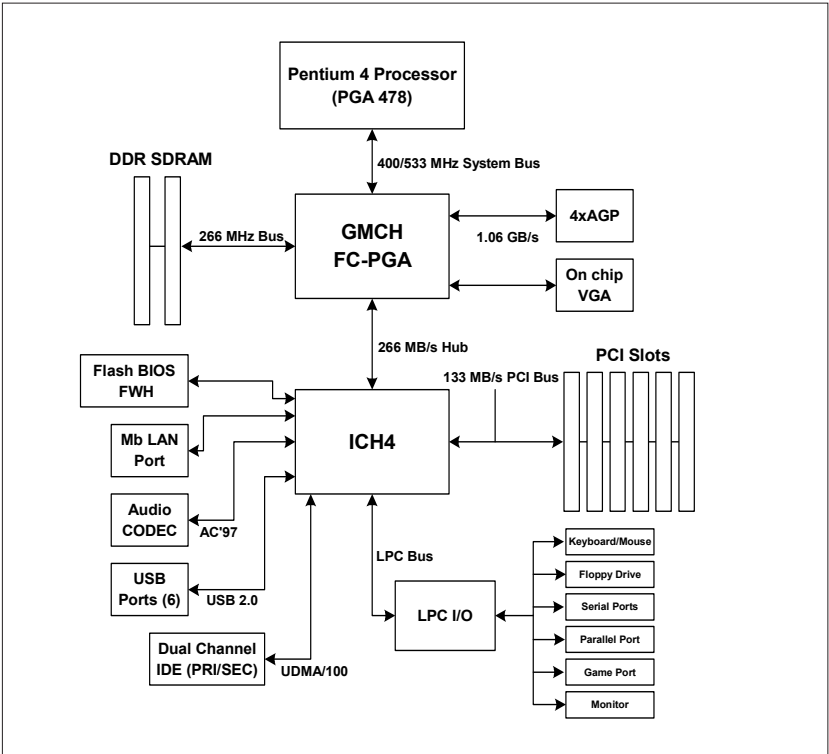 Pentium 4 Processor
(PGA 478)
400/533 MHz System Bus
DDR SDRAM
266 MHz Bus
GMCH
FC-PGA
1.06 GB/s
4xAGP
On chip
VGA
266 MB/s Hub
Flash BIOS
FWH
133 MB/s PCI Bus
PCI Slots
Mb LAN
Port
ICH4
Audio
CODEC
AC'97
USB
Ports (6)
USB 2.0
LPC Bus
LPC I/O
Dual Channel
IDE (PRI/SEC)
UDMA/100
Keyboard/Mouse
Floppy Drive
Serial Ports
Parallel Port
Game Port
Monitor